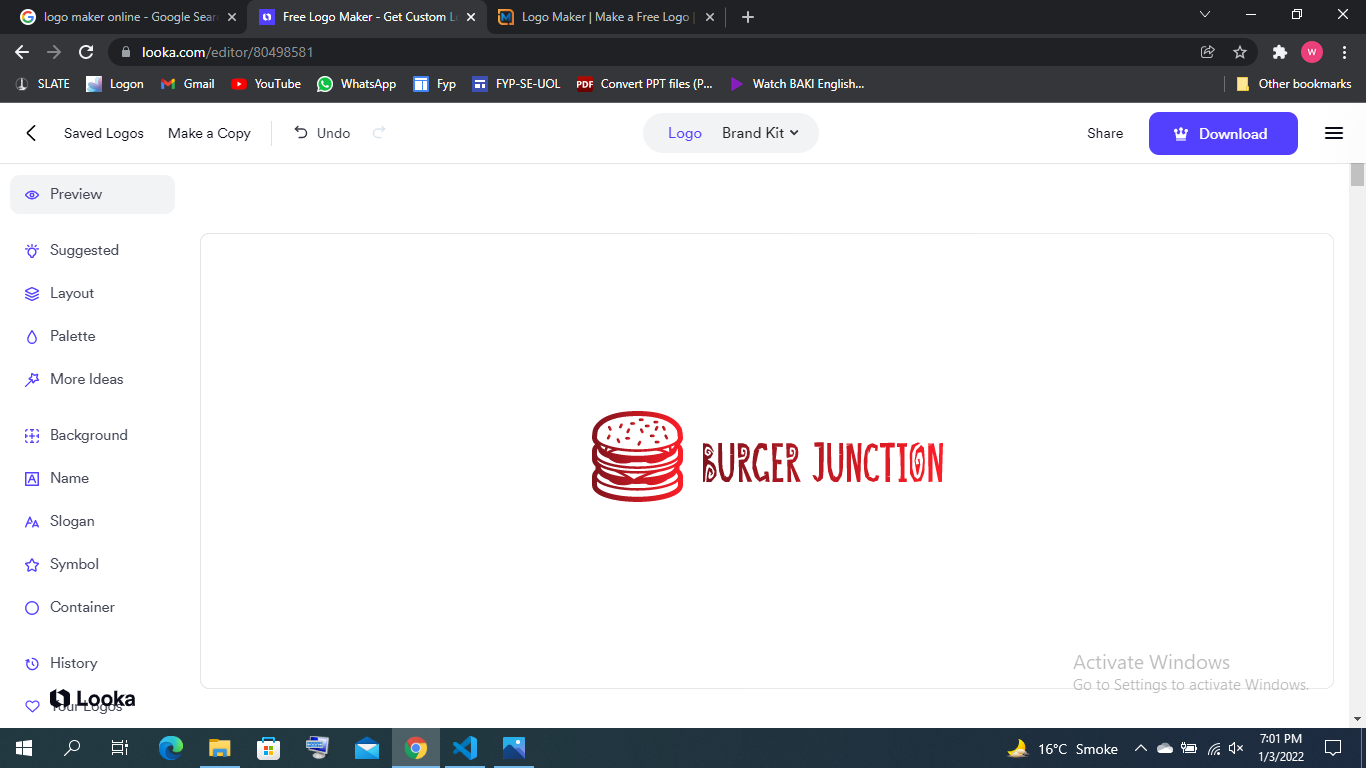 logo maker online - Google Sear
Free Logo Maker - Get Custom L
Logo Maker | Make a Free Logo |
looka.com/editor/80498581
W
SLATE
Logon
Gmail
YouTube
WhatsApp
Fyp
FYP-SE-UOL
PDF
Convert PPT files (P...
Watch BAKI English...
Other bookmarks
Saved Logos
Make a Copy
Undo
Logo
Brand Kit
Share
Download
Preview
Suggested
Layout
Palette
More Ideas
Background
Name
Slogan
Symbol
Container
History
Your Logos
Looka
BURGER JUNCTION
Activate Windows
Go to Settings to activate Windows.
16°C Smoke
7:01 PM
1/3/2022